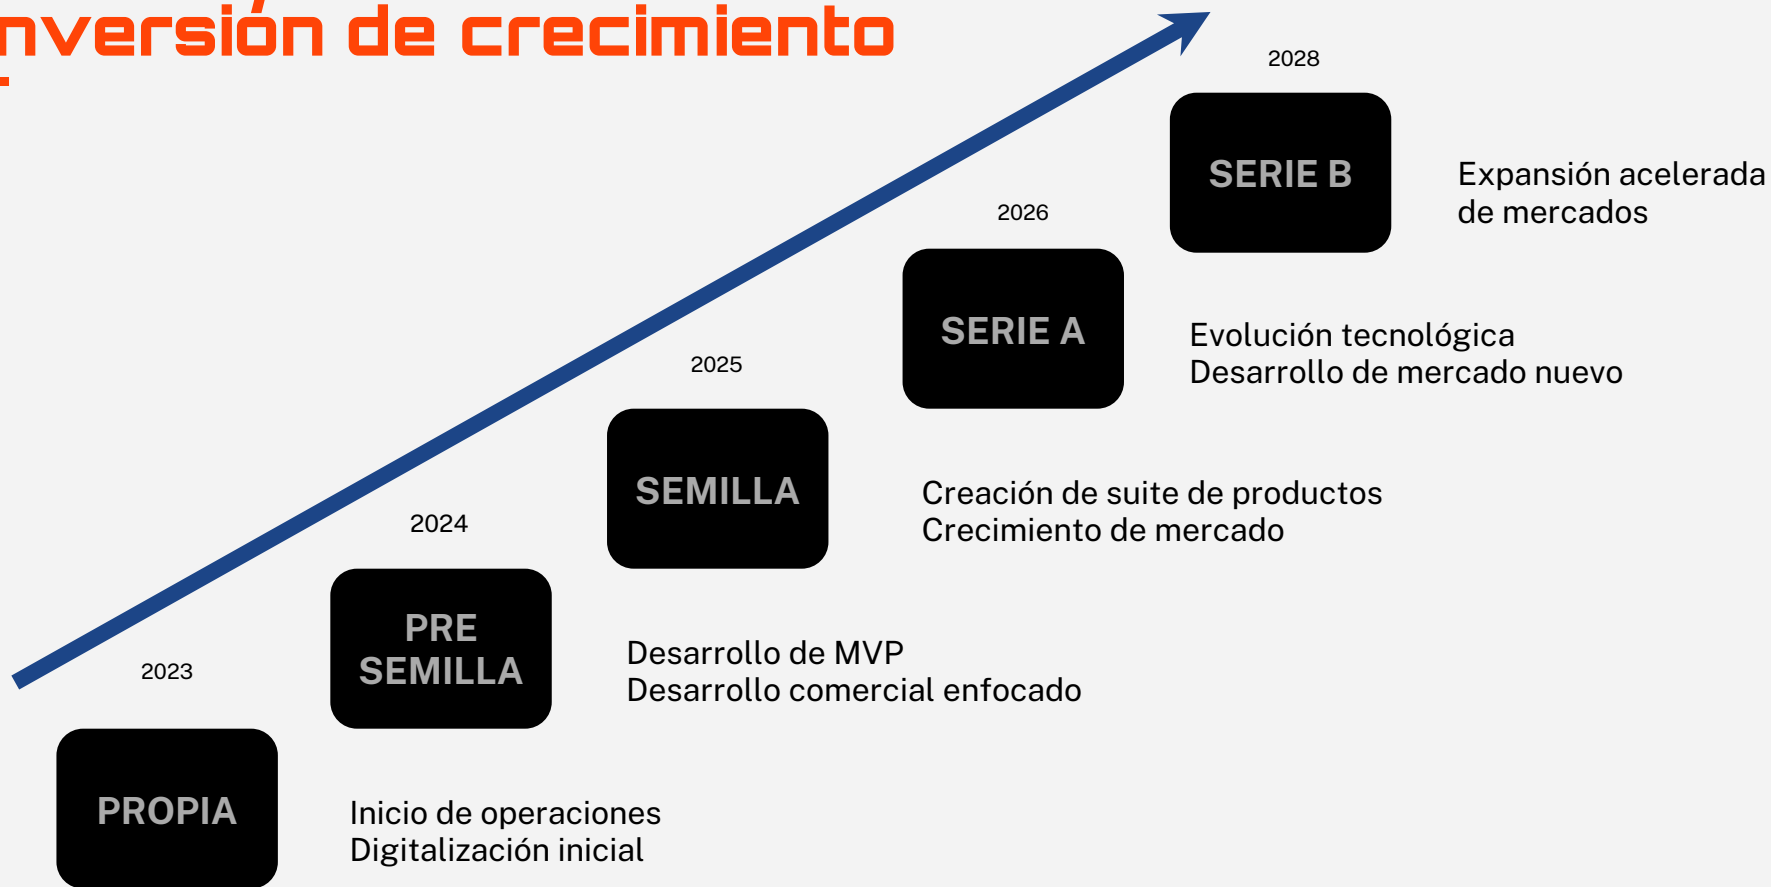 nversión de crecimiento
2028
SERIE B
Expansión acelerada
de mercados
2026
SERIE A
Evolución tecnológica
Desarrollo de mercado nuevo
2025
SEMILLA
Creación de suite de productos
Crecimiento de mercado
2024
PRE
SEMILLA
Desarrollo de MVP
Desarrollo comercial enfocado
2023
PROPIA
Inicio de operaciones
Digitalización inicial